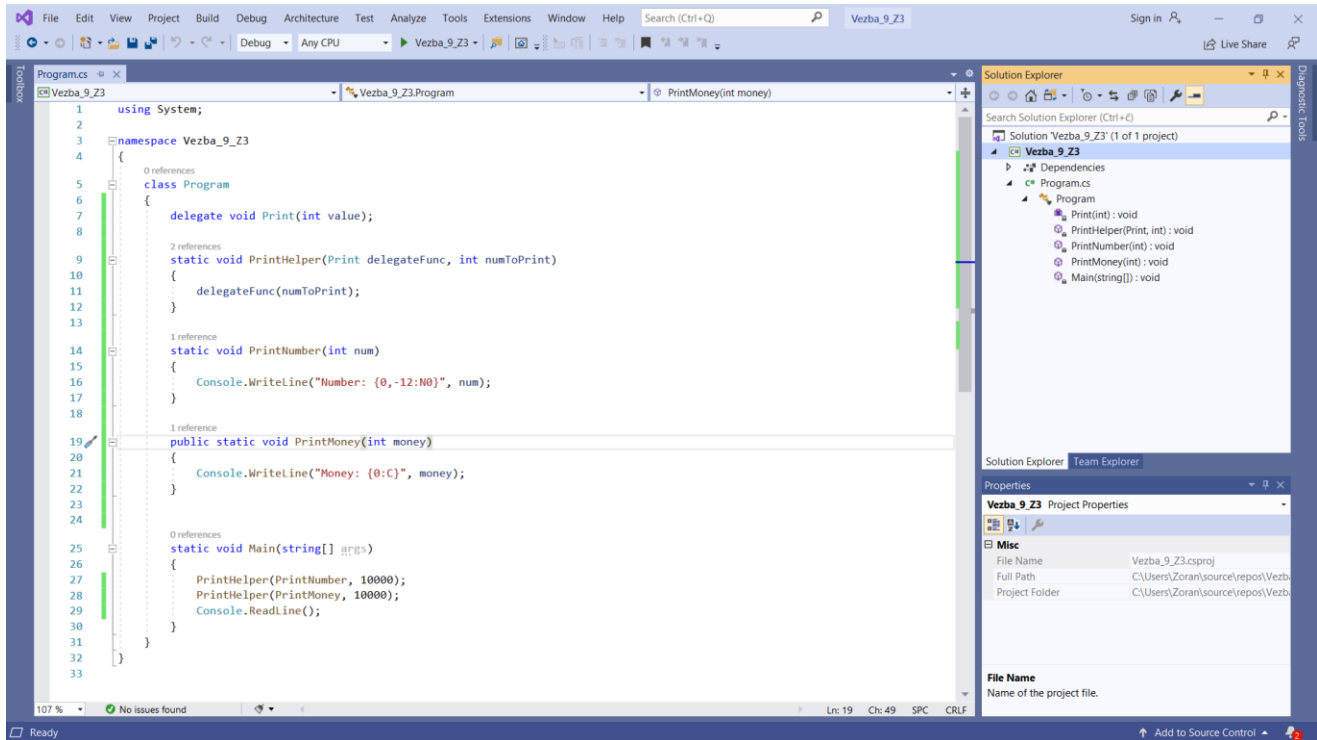 File Edit View Project Build Debug Architecture Test Analyze Tools Extensions Window Help Search (Ctrl+Q) Vezba_9_Z3 Sign in
Debug Any CPU Vezba_9_Z3 Live Share
Toolbox
Program.cs
Vezba_9_Z3 Vezba_9_Z3.Program PrintMoney(int money)
1 using System;
2
3 namespace Vezba_9_Z3
4 {
0 references
5 class Program
6 {
7 delegate void Print(int value);
8
2 references
9 static void PrintHelper(Print delegateFunc, int numToPrint)
10 {
11 delegateFunc(numToPrint);
12 }
13
1 reference
14 static void PrintNumber(int num)
15 {
16 Console.WriteLine("Number: {0,-12:N0}", num);
17 }
18
1 reference
19 public static void PrintMoney(int money)
20 {
21 Console.WriteLine("Money: {0:C}", money);
22 }
23
24
0 references
25 static void Main(string[] args)
26 {
27 PrintHelper(PrintNumber, 10000);
28 PrintHelper(PrintMoney, 10000);
29 Console.ReadLine();
30 }
31 }
32 }
33
107 % No issues found Ln: 19 Ch: 49 SPC CRLF
Solution Explorer
Search Solution Explorer (Ctrl+č)
Solution 'Vezba_9_Z3' (1 of 1 project)
C# Vezba_9_Z3
Dependencies
C# Program.cs
Program
Print(int) : void
PrintHelper(Print, int) : void
PrintNumber(int) : void
PrintMoney(int) : void
Main(string[]) : void
Solution Explorer Team Explorer
Properties
Vezba_9_Z3 Project Properties
Misc
File Name Vezba_9_Z3.csproj
Full Path C:\Users\Zoran\source\repos\Vezb
Project Folder C:\Users\Zoran\source\repos\Vezb
File Name
Name of the project file.
Diagnostic Tools
Ready Add to Source Control 2